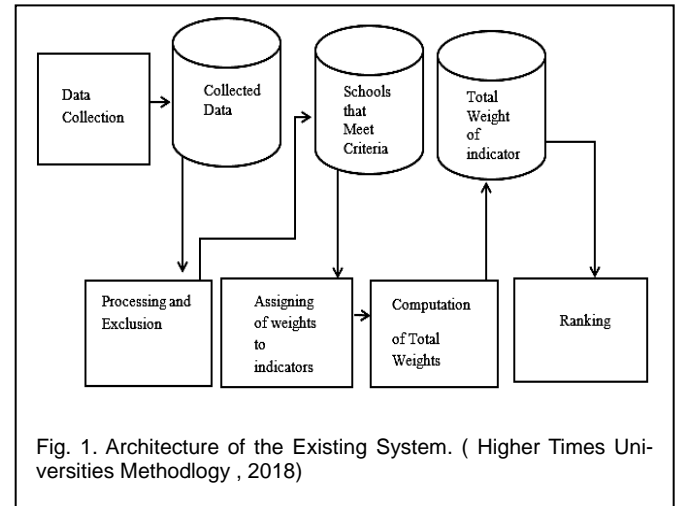 Data
Collection
Collected
Data
Schools
that
Meet
Criteria
Total
Weight
of
indicator
Processing and
Exclusion
Assigning
of weights
to
indicators
Computation
of Total
Weights
Ranking
Fig. 1. Architecture of the Existing System. ( Higher Times Uni-
versities Methodlogy , 2018)